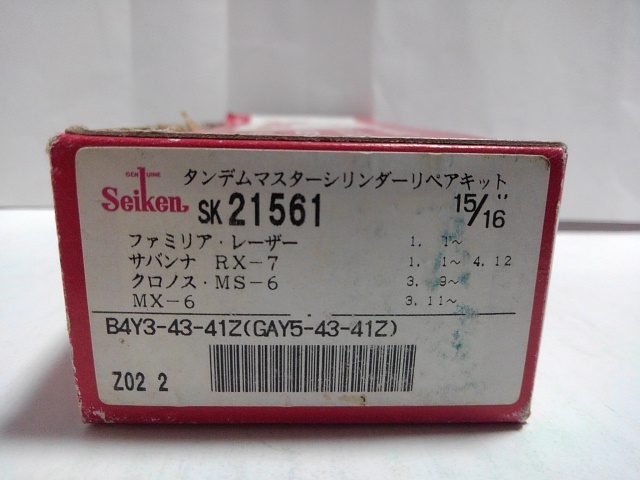 GENUINE タンデムマスターシリンダーリペアキット
Seiken SK 21561 15/16"
ファミリア・レーザー 1. 1~
サバンナ RX-7 1. 1~ 4.12
クロノス・MS-6 3. 9~
MX-6 3.11~
B4Y3-43-41Z(GAY5-43-41Z)
Z02 2